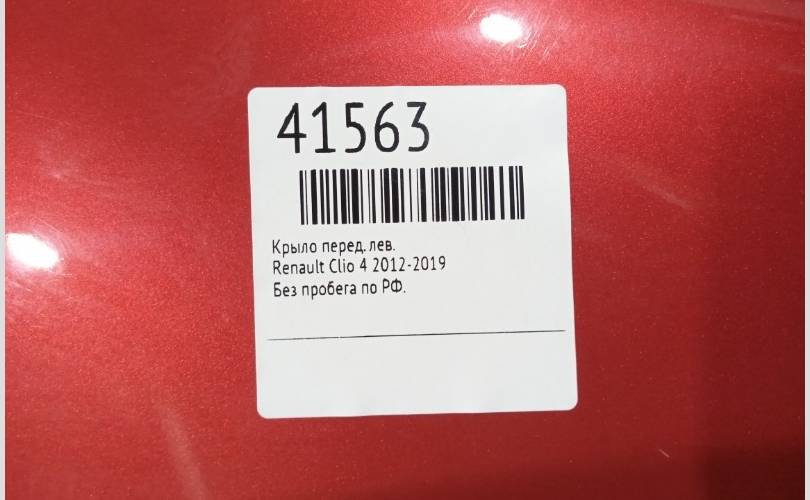 41563
Крыло перед. лев.
Renault Clio 4 2012-2019
Без пробега по РФ.